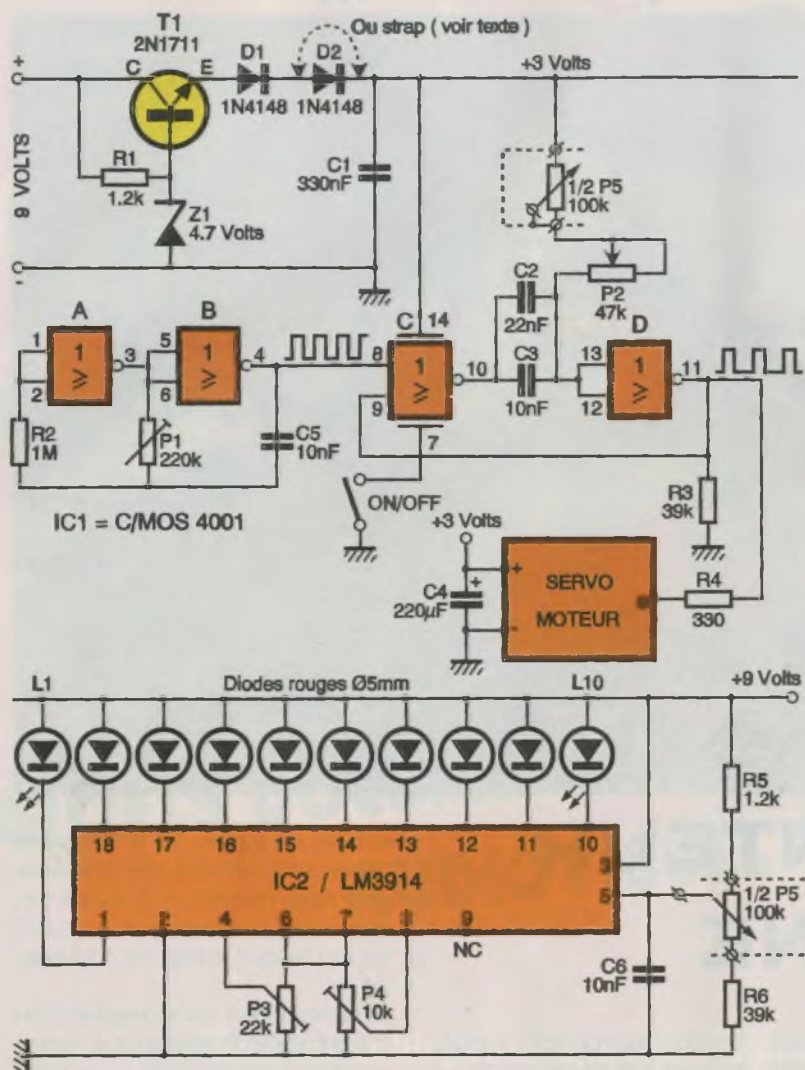 T1
2N1711
C E
D1
1N4148
Ou strap ( voir texte )
D2
1N4148
+3 Volts
+
9 VOLTS
-
R1
1.2k
Z1
4.7 Volts
C1
330nF
1/2 P5
100k
P2
47k
A
1
2
1
≥
3
B
5
6
1
≥
4
C5
10nF
R2
1M
P1
220k
C
14
8
9
1
≥
10
7
C2
22nF
C3
10nF
D
13
12
1
≥
11
ON/OFF
IC1 = C/MOS 4001
+3 Volts
C4
220µF
+
+
-
SERVO
MOTEUR
R3
39k
R4
330
L1
Diodes rouges Ø5mm
L10
+9 Volts
18 17 16 15 14 13 12 11 10
IC2 / LM3914
3
5
1 2 4 6 7 8 9
NC
P3
22k
P4
10k
C6
10nF
R5
1.2k
1/2 P5
100k
R6
39k